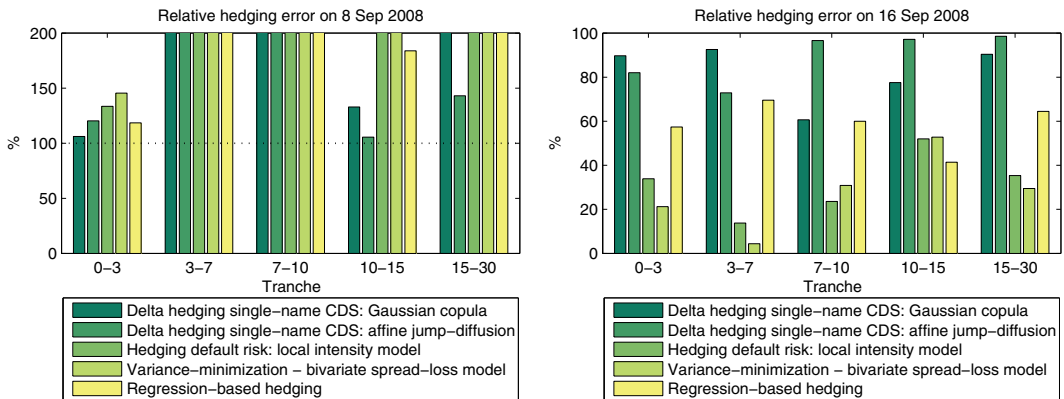 Relative hedging error on 8 Sep 2008
200
150
100
50
0
%
0−3
3−7
7−10
10−15
15−30
Tranche
Delta hedging single−name CDS: Gaussian copula
Delta hedging single−name CDS: affine jump−diffusion
Hedging default risk: local intensity model
Variance−minimization − bivariate spread−loss model
Regression−based hedging
Relative hedging error on 16 Sep 2008
100
80
60
40
20
0
%
0−3
3−7
7−10
10−15
15−30
Tranche
Delta hedging single−name CDS: Gaussian copula
Delta hedging single−name CDS: affine jump−diffusion
Hedging default risk: local intensity model
Variance−minimization − bivariate spread−loss model
Regression−based hedging